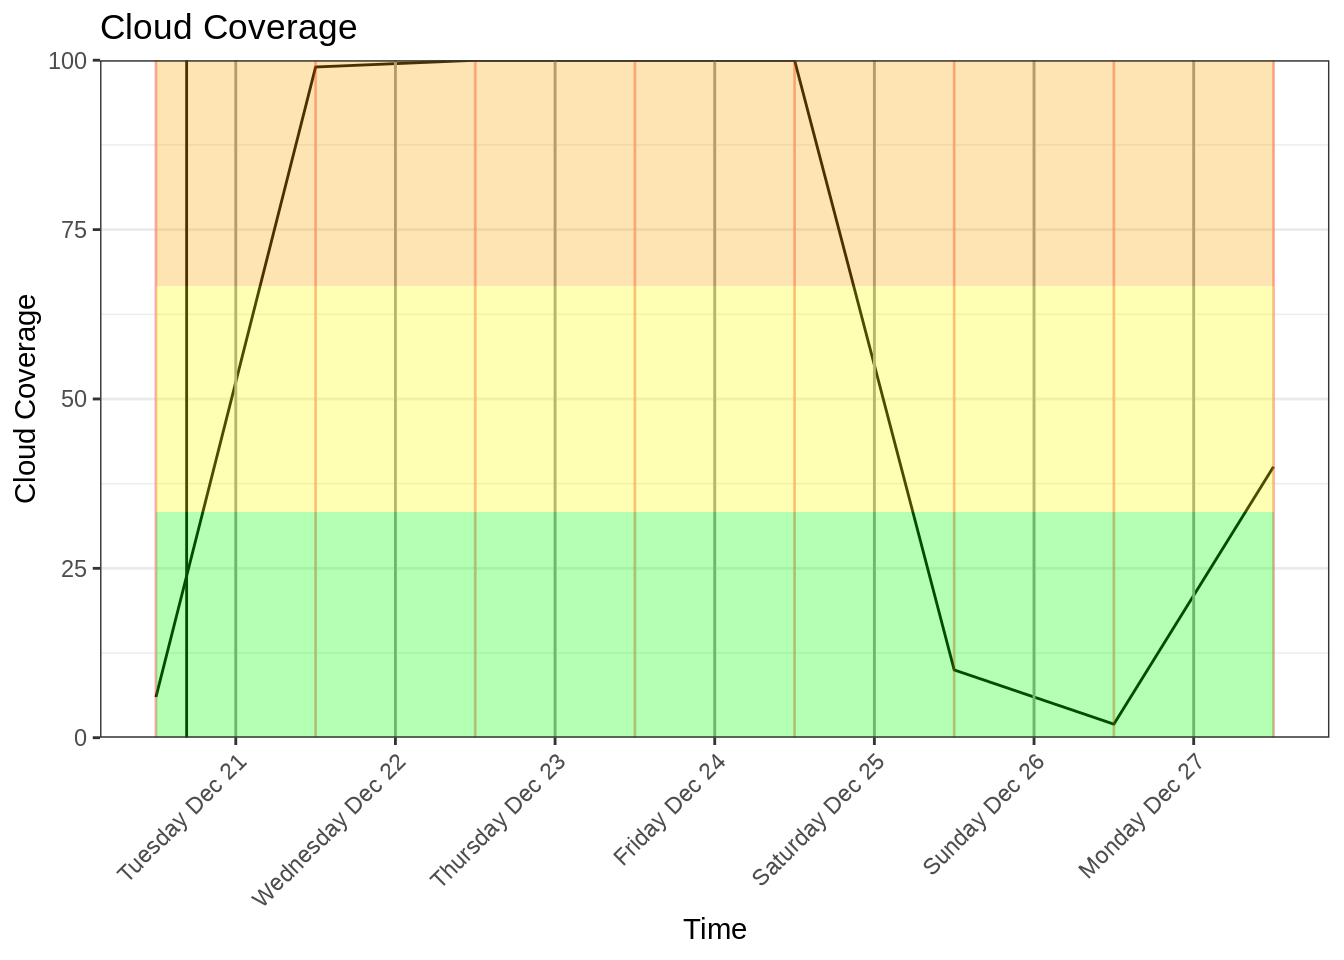 Cloud Coverage
100
75
50
25
0
Cloud Coverage
Tuesday Dec 21
Wednesday Dec 22
Thursday Dec 23
Friday Dec 24
Saturday Dec 25
Sunday Dec 26
Monday Dec 27
Time